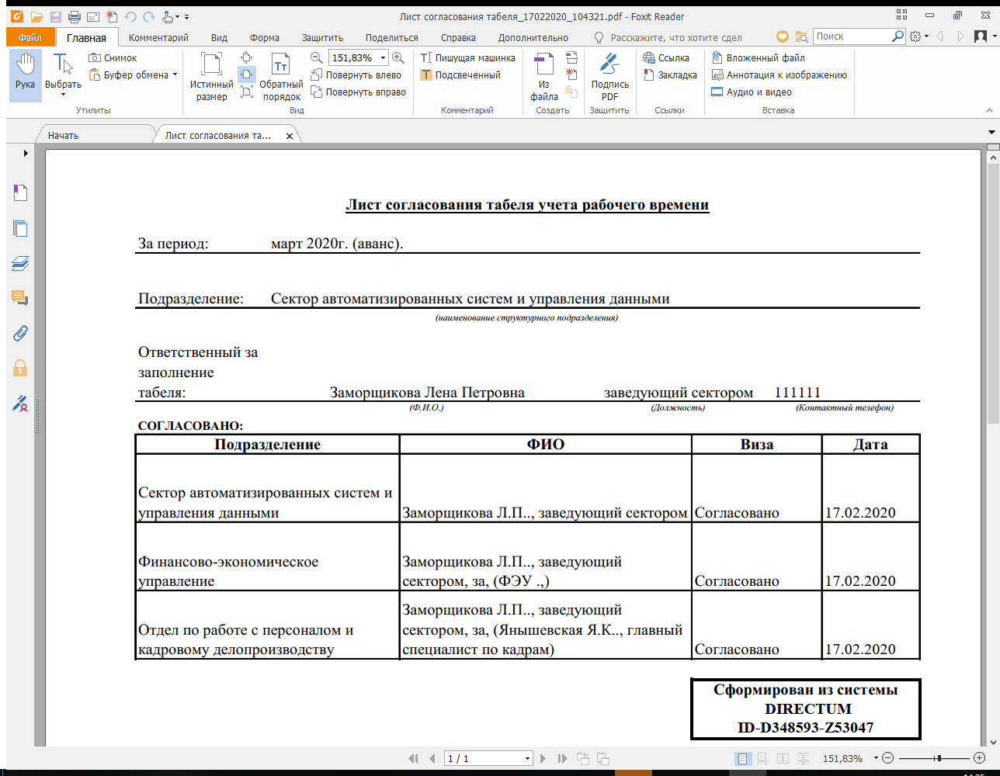 Лист согласования табеля_17022020_104321.pdf - Foxit Reader
Файл Главная Комментарий Вид Форма Защитить Поделиться Справка Дополнительно Расскажите, что хотите сдел Поиск
Рука
Выбрать
Снимок
Буфер обмена
Утилиты
Истинный размер
151,83%
Обратный порядок
Повернуть влево
Повернуть вправо
Вид
Пишущая машинка
Подсвеченный
Комментарий
Из файла
Создать
Подпись PDF
Защитить
Ссылка
Закладка
Ссылки
Вложенный файл
Аннотация к изображению
Аудио и видео
Вставка
Начать Лист согласования та...
Лист согласования табеля учета рабочего времени
За период: март 2020г. (аванс).
Подразделение: Сектор автоматизированных систем и управления данными
(наименование структурного подразделения)
Ответственный за
заполнение
табеля: Заморщикова Лена Петровна заведующий сектором 111111
(Ф.И.О.) (Должность) (Контактный телефон)
СОГЛАСОВАНО:
Подразделение ФИО Виза Дата
Сектор автоматизированных систем и
управления данными Заморщикова Л.П.., заведующий сектором Согласовано 17.02.2020
Финансово-экономическое Заморщикова Л.П.., заведующий
управление сектором, за, (ФЭУ .,) Согласовано 17.02.2020
Заморщикова Л.П.., заведующий
Отдел по работе с персоналом и сектором, за, (Янышевская Я.К.., главный
кадровому делопроизводству специалист по кадрам) Согласовано 17.02.2020
Сформирован из системы
DIRECTUM
ID-D348593-Z53047
1 / 1 151,83%